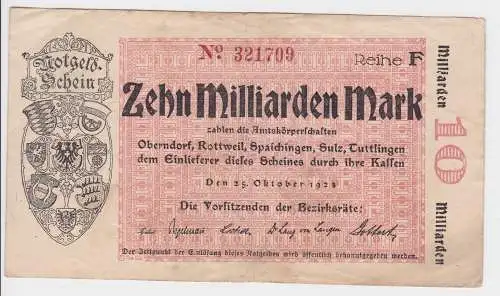 Notgeld-
Schein
Nº 321709
Reihe F
Zehn Milliarden Mark
zahlen die Amtskörperschaften
Oberndorf, Rottweil, Spaichingen, Sulz, Tuttlingen
dem Einlieferer dieses Scheines durch ihre Kassen
Den 25. Oktober 1923
Die Vorsitzenden der Bezirksräte:
Der Zeitpunkt der Einlösung dieses Notgeldes wird öffentlich bekanntgegeben werden.
Milliarden
10
Milliarden